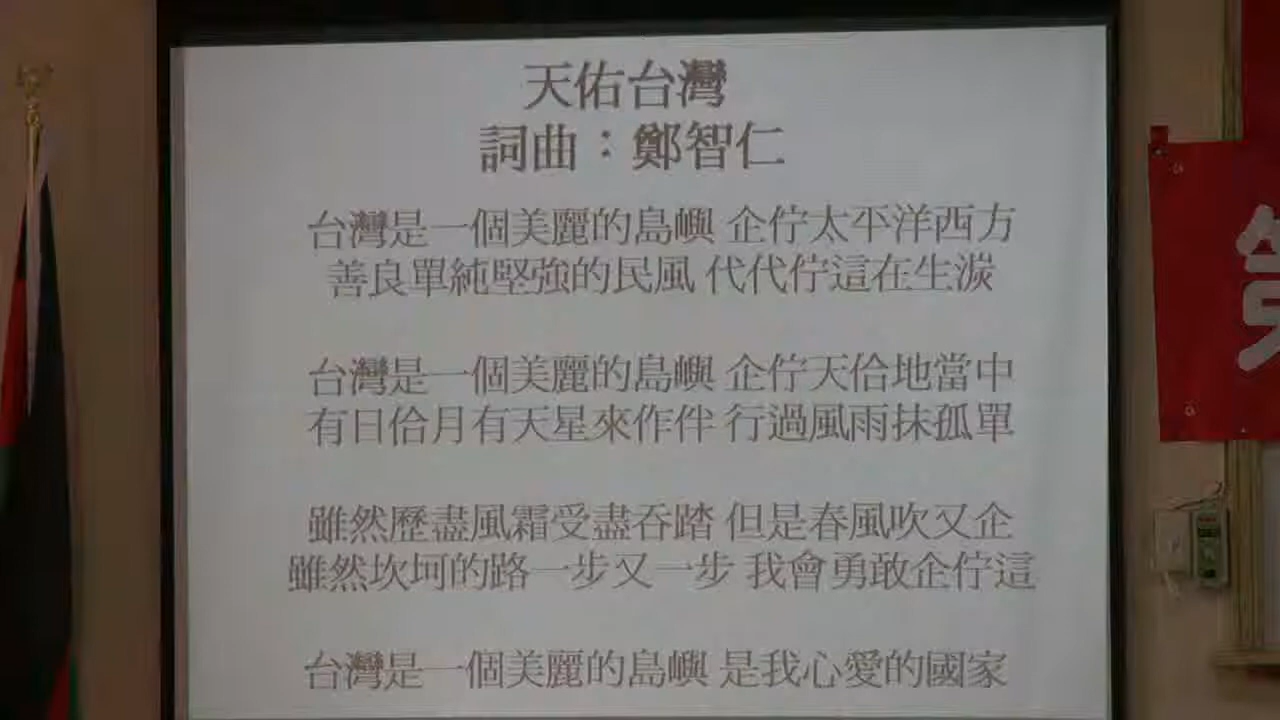 天佑台灣
詞曲：鄭智仁
台灣是一個美麗的島嶼 企佇太平洋西方
善良單純堅強的民風 代代佇這在生湠
台灣是一個美麗的島嶼 企佇天佮地當中
有日佮月有天星來作伴 行過風雨抹孤單
雖然歷盡風霜受盡吞踏 但是春風吹又企
雖然坎坷的路一步又一步 我會勇敢企佇這
台灣是一個美麗的島嶼 是我心愛的國家